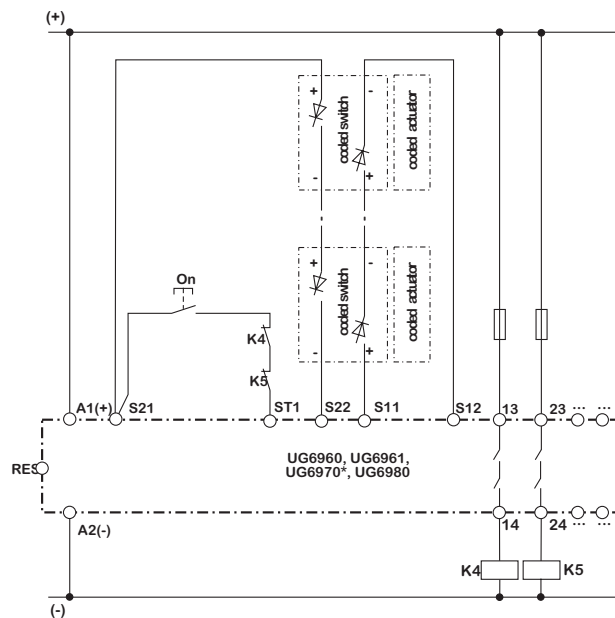 (+)
+ -
coded switch
coded actuator
- +
+ -
coded switch
coded actuator
- +
On
K4
K5
A1(+) S21 ST1 S22 S11 S12 13 23 ... ...
UG6960, UG6961,
UG6970*, UG6980
RES
A2(-) 14 24 ... ...
K4 K5
(-)